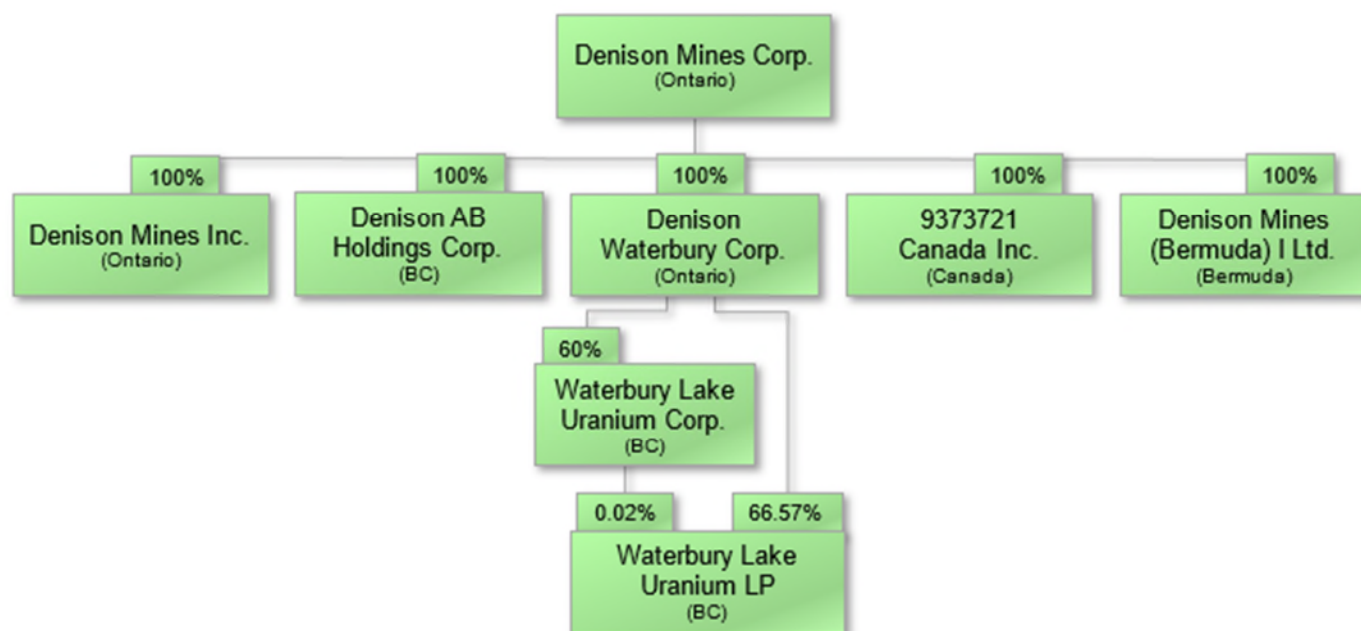 Denison Mines Corp.
(Ontario)
100%
Denison Mines Inc.
(Ontario)
100%
Denison AB
Holdings Corp.
(BC)
100%
Denison
Waterbury Corp.
(Ontario)
100%
9373721
Canada Inc.
(Canada)
100%
Denison Mines
(Bermuda) I Ltd.
(Bermuda)
60%
Waterbury Lake
Uranium Corp.
(BC)
0.02%
66.57%
Waterbury Lake
Uranium LP
(BC)